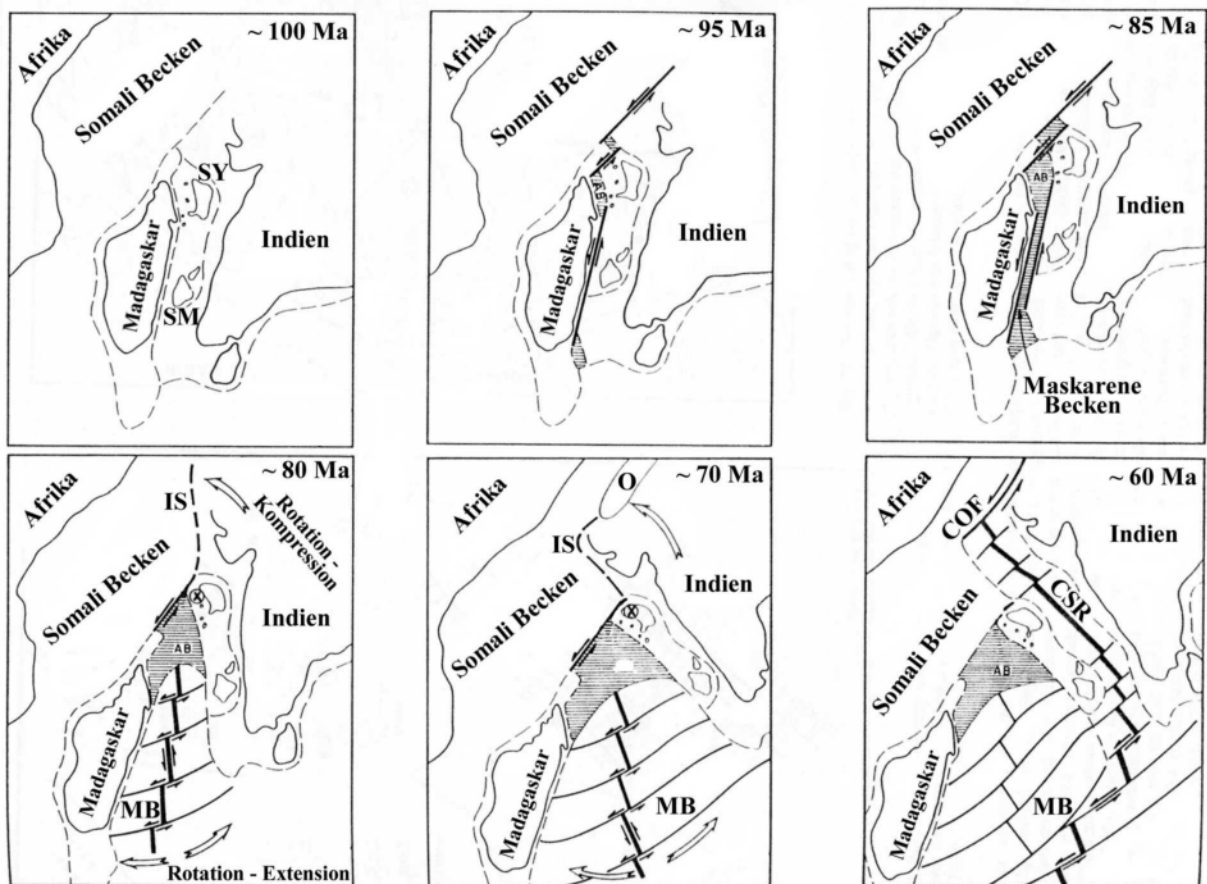 ~ 100 Ma
Afrika
Somali Becken
SY
Indien
Madagaskar
SM
~ 95 Ma
Afrika
Somali Becken
AB
Indien
Madagaskar
~ 85 Ma
Afrika
Somali Becken
AB
Indien
Madagaskar
Maskarene
Becken
~ 80 Ma
Afrika
IS
Rotation -
Kompression
Somali Becken
X
Indien
AB
Madagaskar
MB
Rotation - Extension
~ 70 Ma
Afrika
O
IS
Somali Becken
Indien
X
Madagaskar
MB
~ 60 Ma
Afrika
COF
Indien
CSR
Somali Becken
AB
Madagaskar
MB